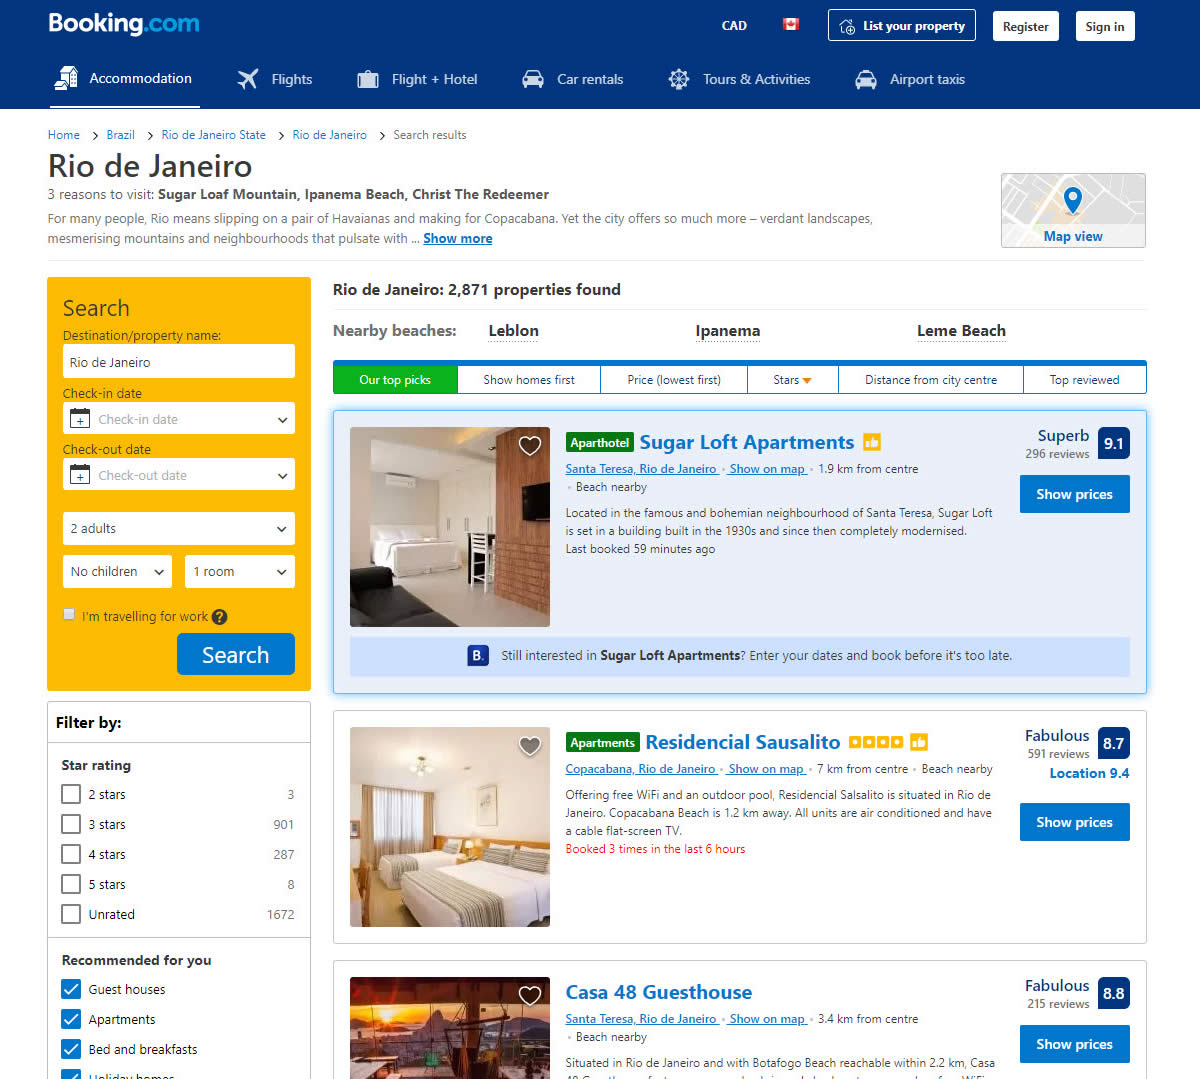 Booking.com
CAD
List your property
Register
Sign in
Accommodation
Flights
Flight + Hotel
Car rentals
Tours & Activities
Airport taxis
Home > Brazil > Rio de Janeiro State > Rio de Janeiro > Search results
Rio de Janeiro
3 reasons to visit: Sugar Loaf Mountain, Ipanema Beach, Christ The Redeemer
For many people, Rio means slipping on a pair of Havaianas and making for Copacabana. Yet the city offers so much more – verdant landscapes,
mesmerising mountains and neighbourhoods that pulsate with ... Show more
Map view
Search
Destination/property name:
Rio de Janeiro
Check-in date
Check-in date
Check-out date
Check-out date
2 adults
No children
1 room
I'm travelling for work ?
Search
Filter by:
Star rating
2 stars 3
3 stars 901
4 stars 287
5 stars 8
Unrated 1672
Recommended for you
Guest houses
Apartments
Bed and breakfasts
Holiday homes
Rio de Janeiro: 2,871 properties found
Nearby beaches: Leblon Ipanema Leme Beach
Our top picks
Show homes first
Price (lowest first)
Stars
Distance from city centre
Top reviewed
Aparthotel Sugar Loft Apartments
Santa Teresa, Rio de Janeiro • Show on map • 1.9 km from centre
• Beach nearby
Located in the famous and bohemian neighbourhood of Santa Teresa, Sugar Loft
is set in a building built in the 1930s and since then completely modernised.
Last booked 59 minutes ago
Superb
296 reviews
9.1
Show prices
B. Still interested in Sugar Loft Apartments? Enter your dates and book before it's too late.
Apartments Residencial Sausalito
Copacabana, Rio de Janeiro • Show on map • 7 km from centre • Beach nearby
Offering free WiFi and an outdoor pool, Residencial Salsalito is situated in Rio de
Janeiro. Copacabana Beach is 1.2 km away. All units are air conditioned and have
a cable flat-screen TV.
Booked 3 times in the last 6 hours
Fabulous
591 reviews
8.7
Location 9.4
Show prices
Casa 48 Guesthouse
Santa Teresa, Rio de Janeiro • Show on map • 3.4 km from centre
• Beach nearby
Situated in Rio de Janeiro and with Botafogo Beach reachable within 2.2 km, Casa
Fabulous
215 reviews
8.8
Show prices